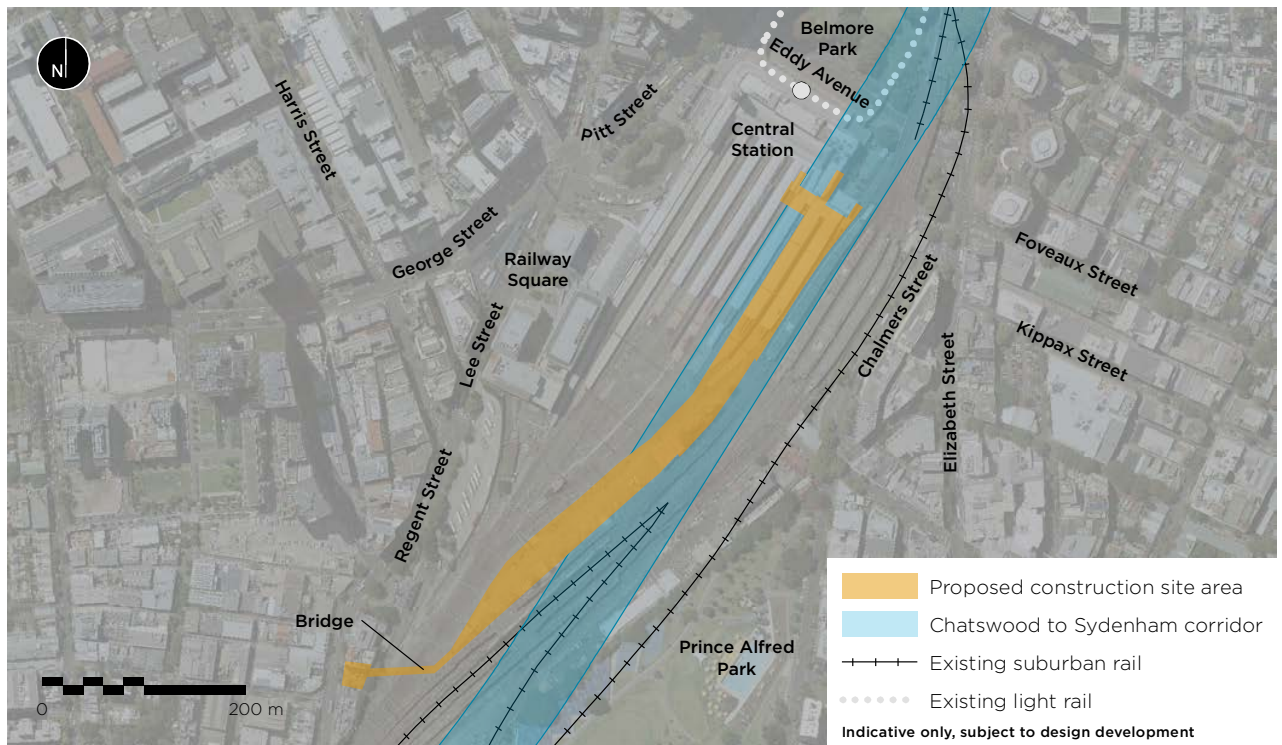 N
Belmore
Park
Eddy Avenue
Harris Street
Pitt Street
Central
Station
George Street
Railway
Square
Foveaux Street
Chalmers Street
Kippax Street
Lee Street
Elizabeth Street
Regent Street
Bridge
Prince Alfred
Park
0
200 m
Proposed construction site area
Chatswood to Sydenham corridor
Existing suburban rail
Existing light rail
Indicative only, subject to design development